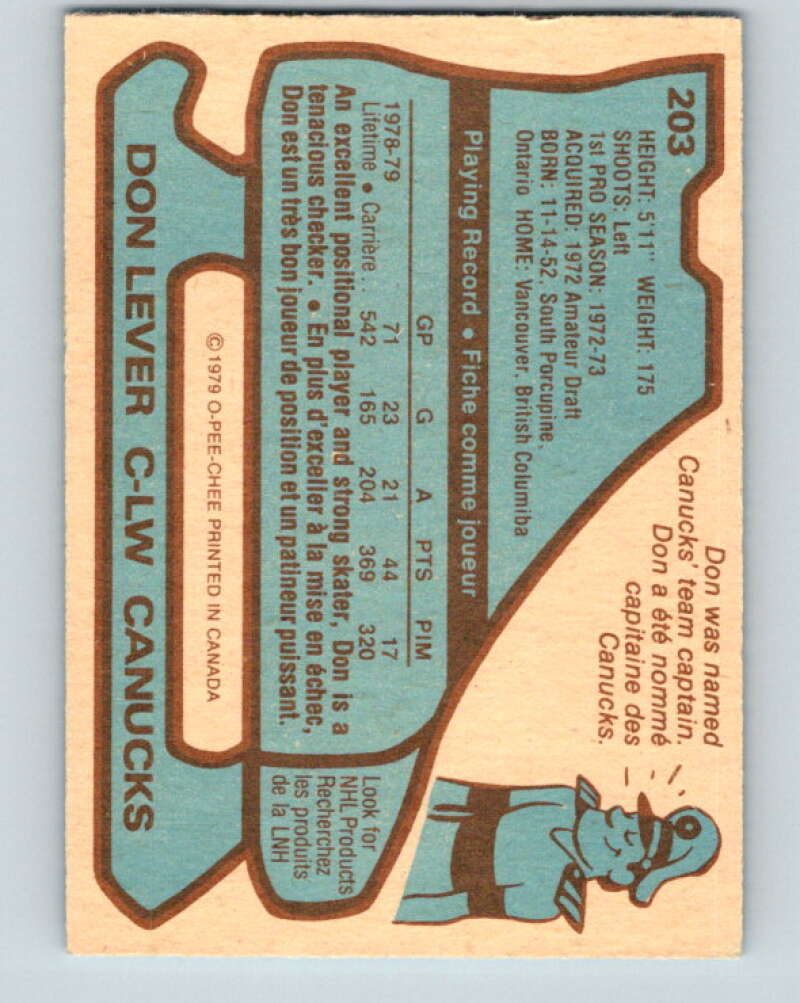 203
HEIGHT: 5'11" WEIGHT: 175
SHOOTS: Left
1st PRO SEASON: 1972-73
ACQUIRED: 1972 Amateur Draft
BORN: 11-14-52, South Porcupine,
Ontario HOME: Vancouver, British Columiba
Don was named
Canucks' team captain.
Don a été nommé
capitaine des
Canucks.
Playing Record • Fiche comme joueur
GP G A PTS PIM
1978-79 71 23 21 44 17
Lifetime • Carrière . . 542 165 204 369 320
An excellent positional player and strong skater, Don is a
tenacious checker. • En plus d'exceller à la mise en échec,
Don est un très bon joueur de position et un patineur puissant.
Look for
NHL Products
Recherchez
les produits
de la LNH
©1979 O-PEE-CHEE PRINTED IN CANADA
DON LEVER C-LW CANUCKS